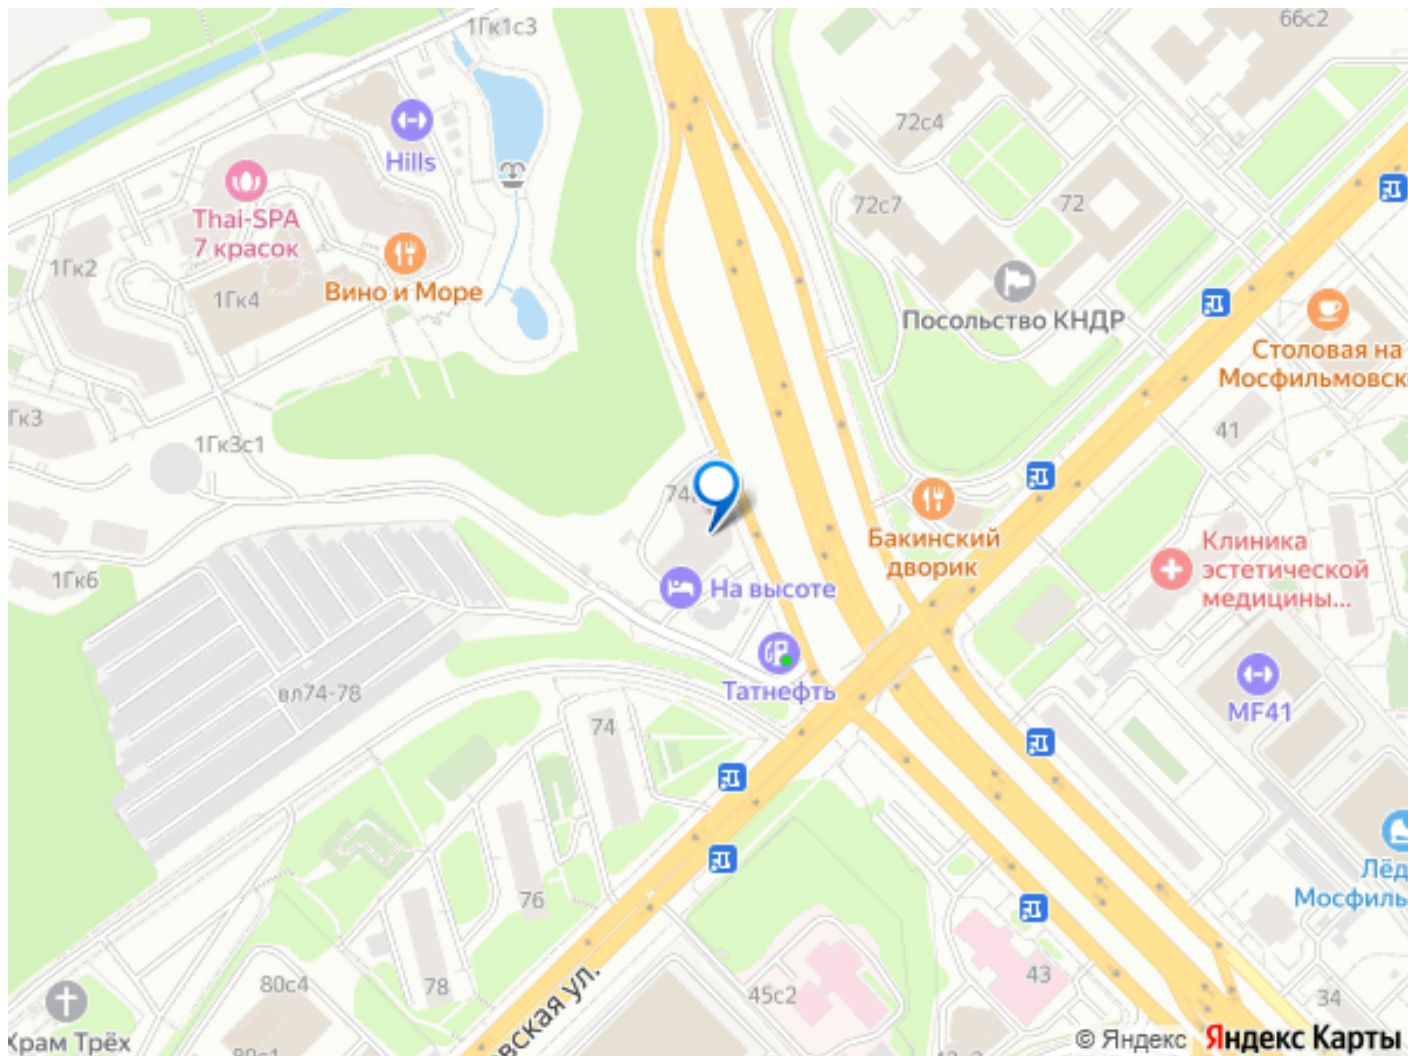 1Гк1с3
66с2
Hills
72с4
Thai-SPA
7 красок
72с7
72
1Гк2
1Гк4
Вино и Море
Посольство КНДР
Столовая на
Мосфильмовск
Гк3
1Гк3с1
41
Бакинский
дворик
Клиника
эстетической
медицины...
1Гк6
На высоте
Татнефть
вл74-78
74
MF41
76
Лёд
Мосфиль
78
80с4
45с2
43
34
вская ул.
Храм Трёх
80с1
© Яндекс Яндекс Карты